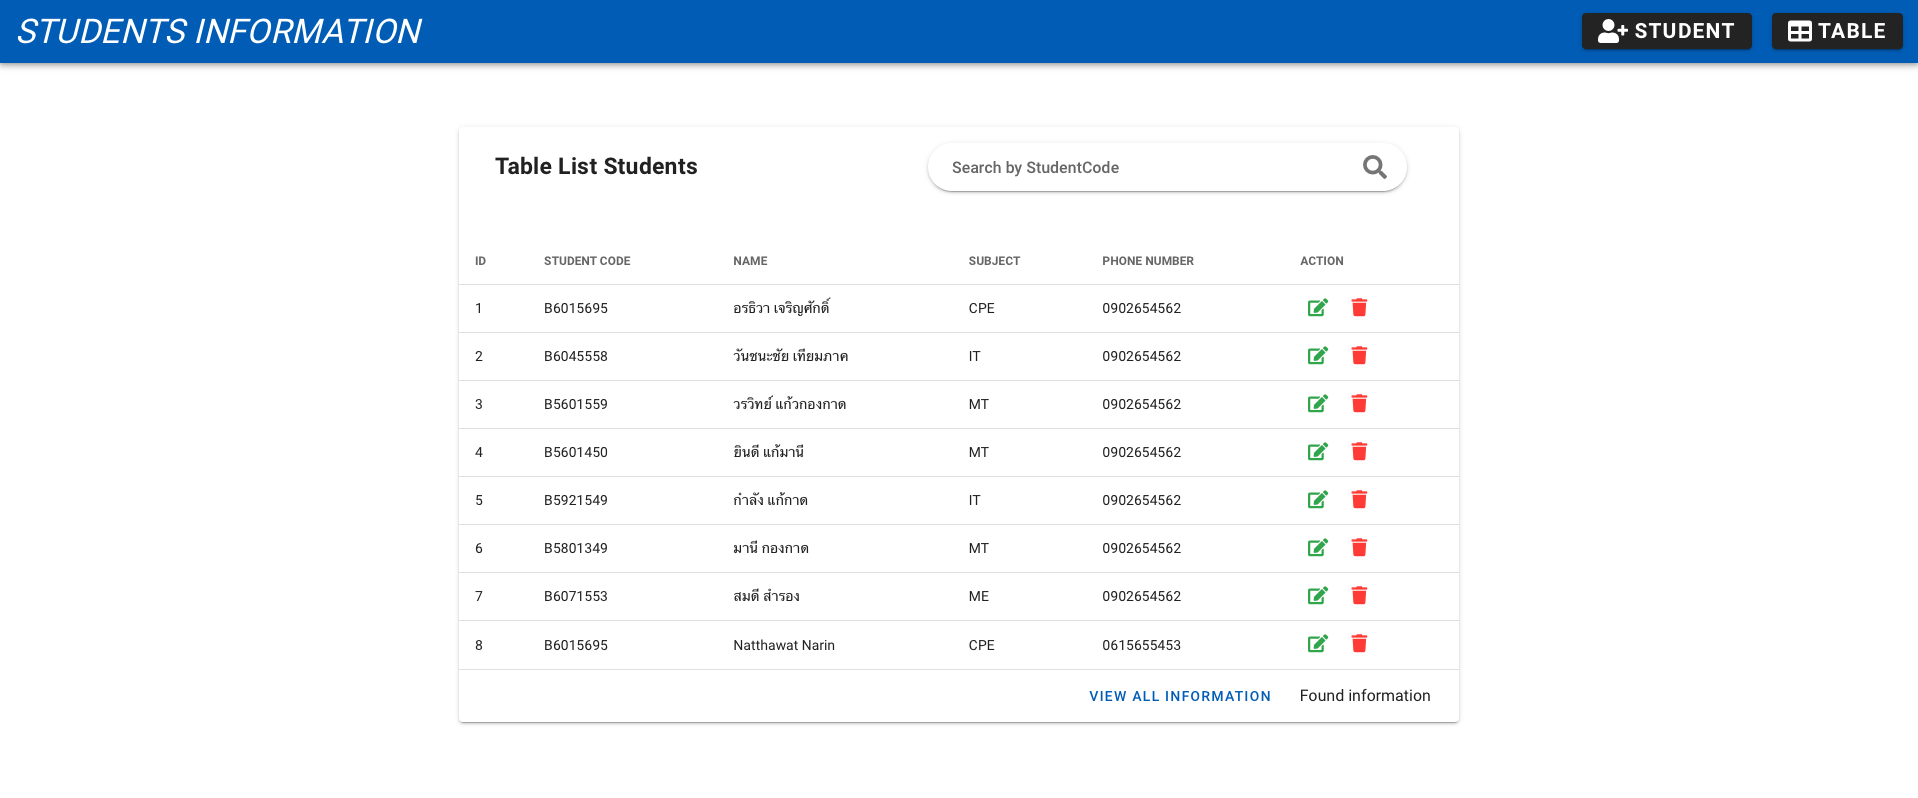 STUDENTS INFORMATION STUDENT TABLE
Table List Students Search by StudentCode
ID STUDENT CODE NAME SUBJECT PHONE NUMBER ACTION
1 B6015695 อรธิวา เจริญศักดิ์ CPE 0902654562
2 B6045558 วันชนะชัย เทียมภาค IT 0902654562
3 B5601559 วรวิทย์ แก้วกองกาด MT 0902654562
4 B5601450 ยินดี แก้มานี MT 0902654562
5 B5921549 กำลัง แก้กาด IT 0902654562
6 B5801349 มานี กองกาด MT 0902654562
7 B6071553 สมดี สำรอง ME 0902654562
8 B6015695 Natthawat Narin CPE 0615655453
VIEW ALL INFORMATION Found information